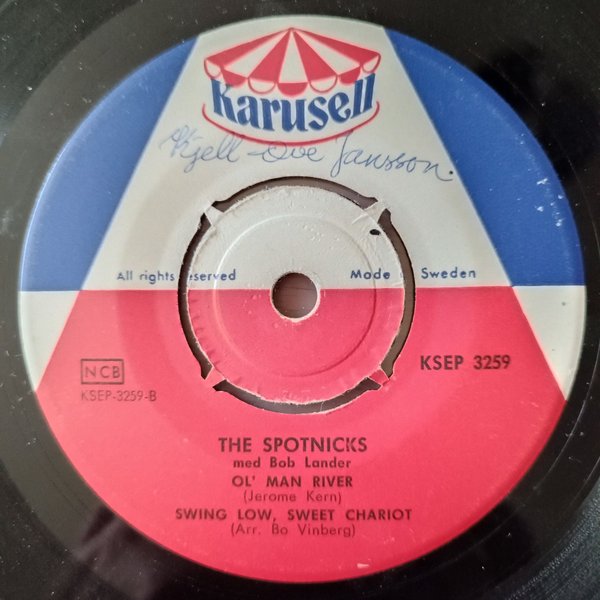 Karusell
Kjell-Ove Jansson.
All rights reserved Made Sweden
KSEP 3259
NCB
KSEP-3259-B
THE SPOTNICKS
med Bob Lander
OL' MAN RIVER
(Jerome Kern)
SWING LOW, SWEET CHARIOT
(Arr. Bo Vinberg)